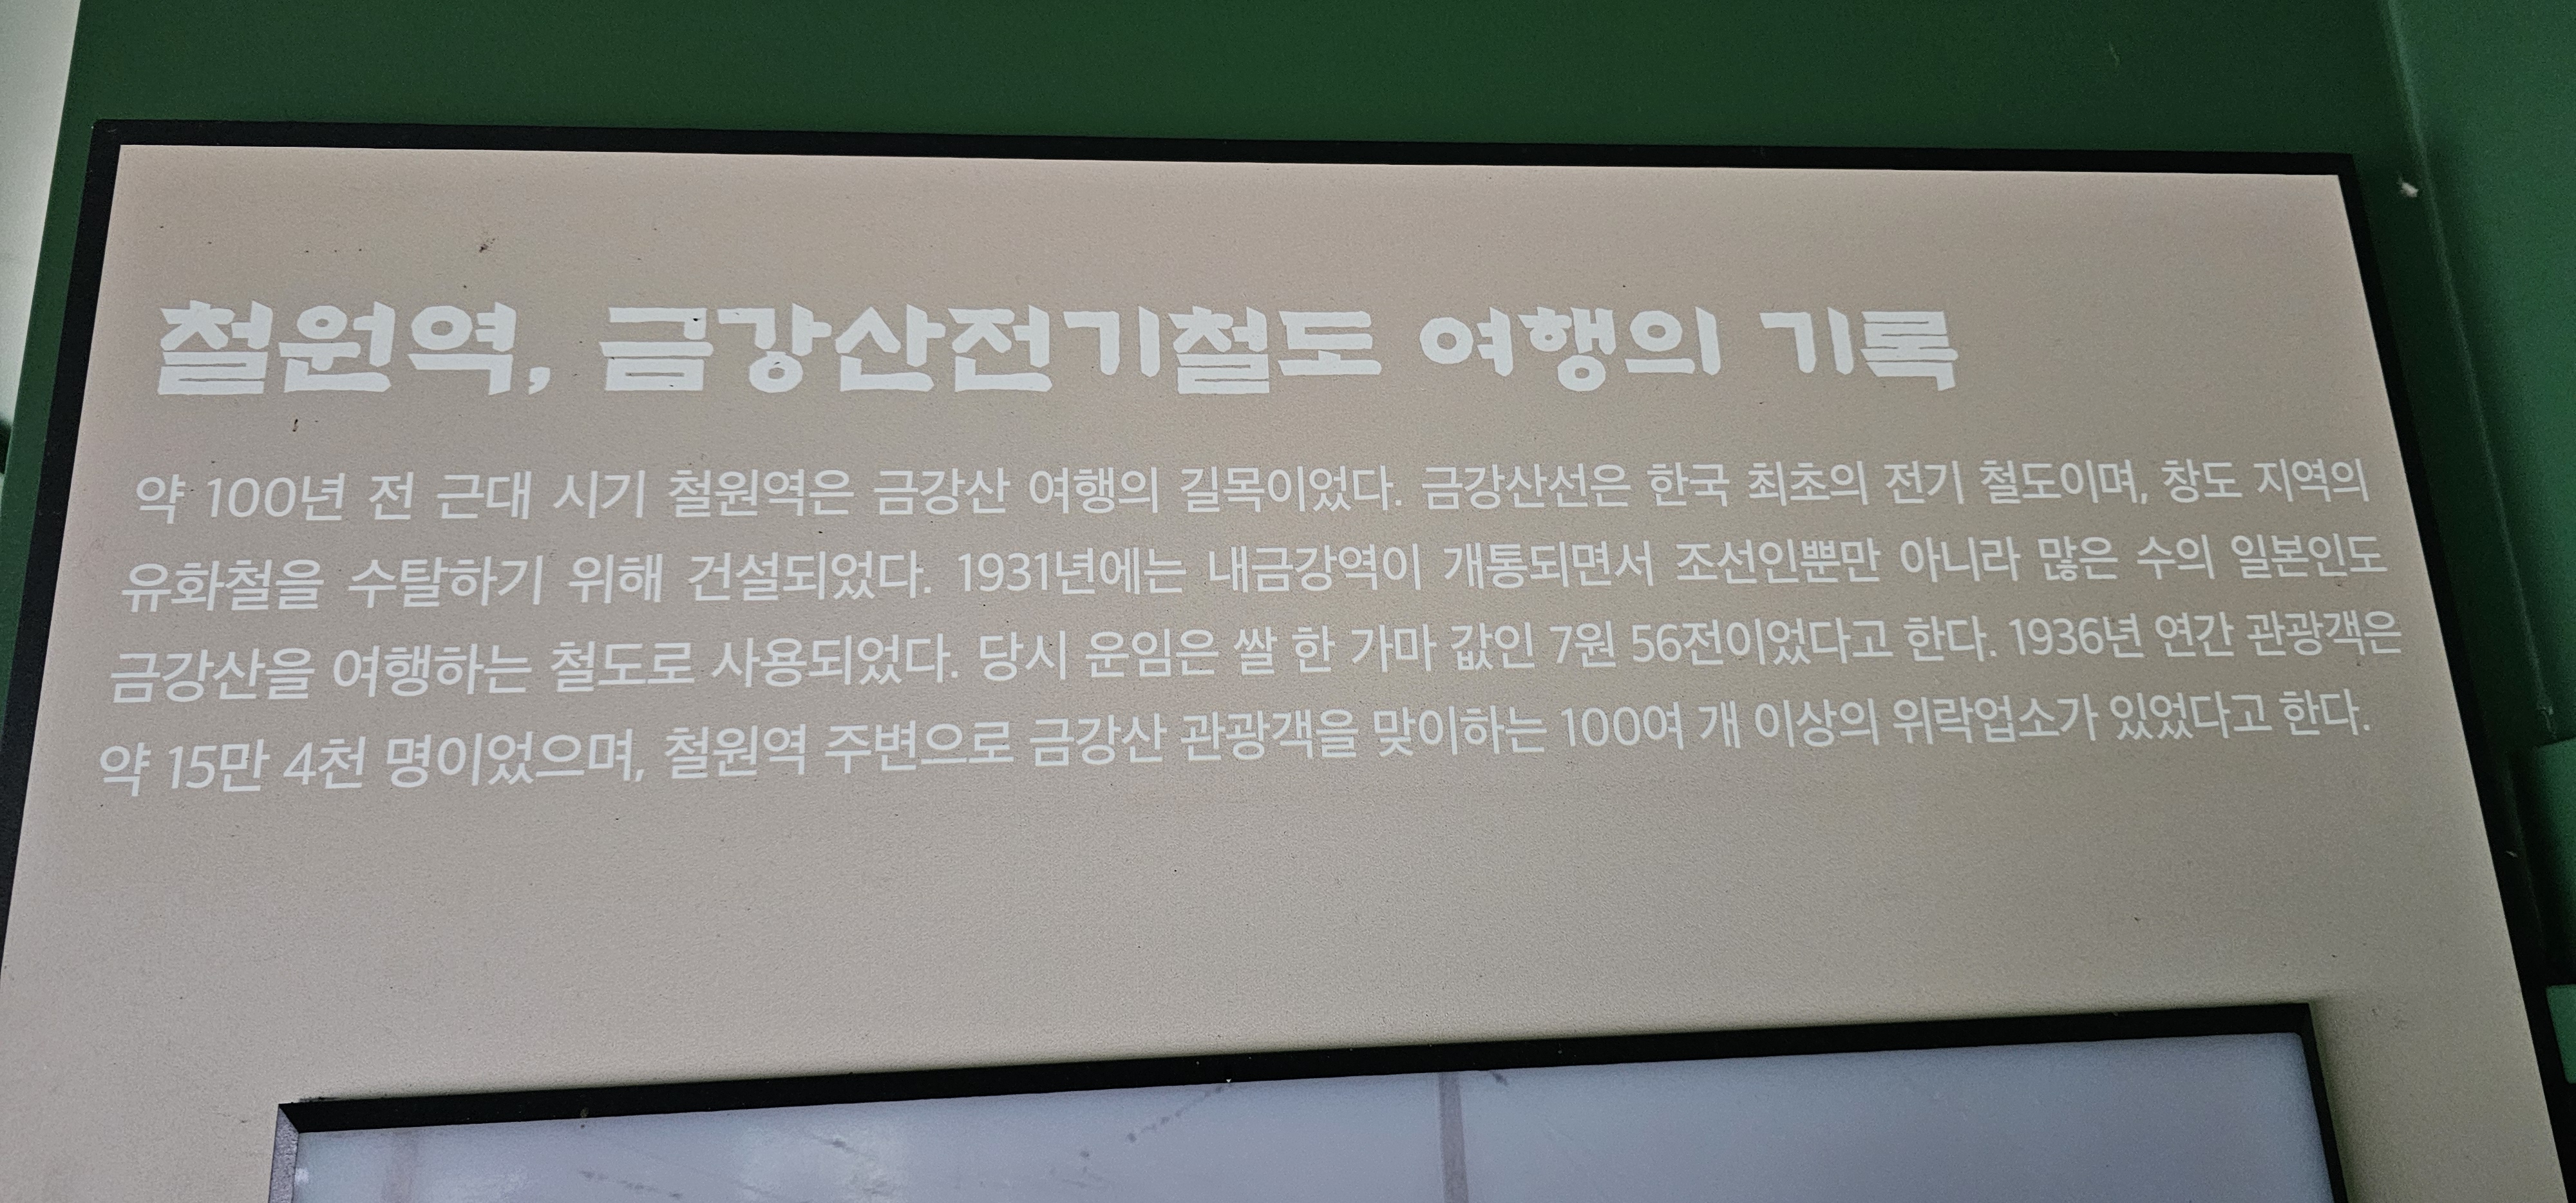 철원역, 금강산전기철도 여행의 기록
약 100년 전 근대 시기 철원역은 금강산 여행의 길목이었다. 금강산선은 한국 최초의 전기 철도이며, 창도 지역의
유화철을 수탈하기 위해 건설되었다. 1931년에는 내금강역이 개통되면서 조선인뿐만 아니라 많은 수의 일본인도
금강산을 여행하는 철도로 사용되었다. 당시 운임은 쌀 한 가마 값인 7원 56전이었다고 한다. 1936년 연간 관광객은
약 15만 4천 명이었으며, 철원역 주변으로 금강산 관광객을 맞이하는 100여 개 이상의 위락업소가 있었다고 한다.